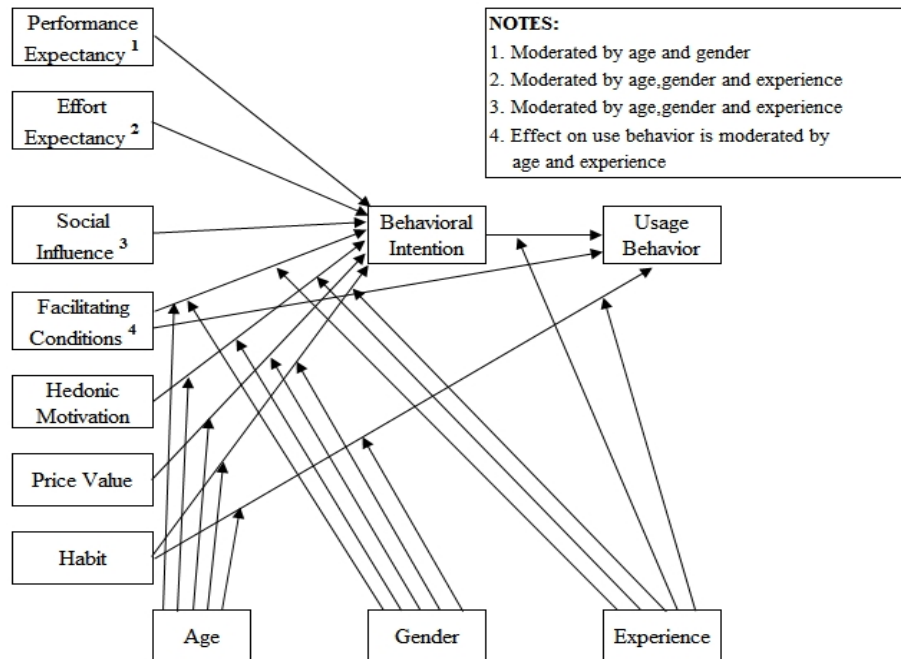 Performance
Expectancy 1
Effort
Expectancy 2
Social
Influence 3
Facilitating
Conditions 4
Hedonic
Motivation
Price Value
Habit
Behavioral
Intention
Usage
Behavior
NOTES:
1. Moderated by age and gender
2. Moderated by age,gender and experience
3. Moderated by age,gender and experience
4. Effect on use behavior is moderated by
age and experience
Age
Gender
Experience